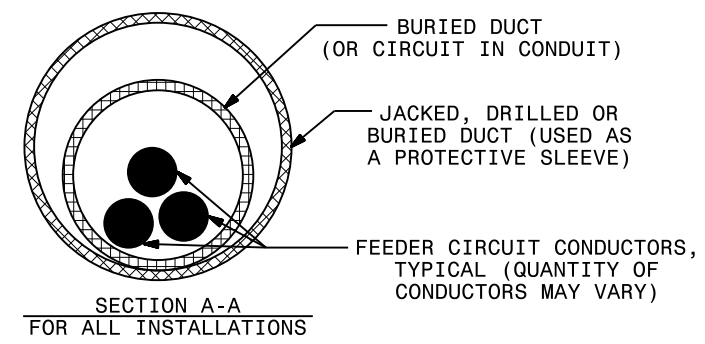 BURIED DUCT
(OR CIRCUIT IN CONDUIT)
JACKED, DRILLED OR
BURIED DUCT (USED AS
A PROTECTIVE SLEEVE)
FEEDER CIRCUIT CONDUCTORS,
TYPICAL (QUANTITY OF
CONDUCTORS MAY VARY)
SECTION A-A
FOR ALL INSTALLATIONS